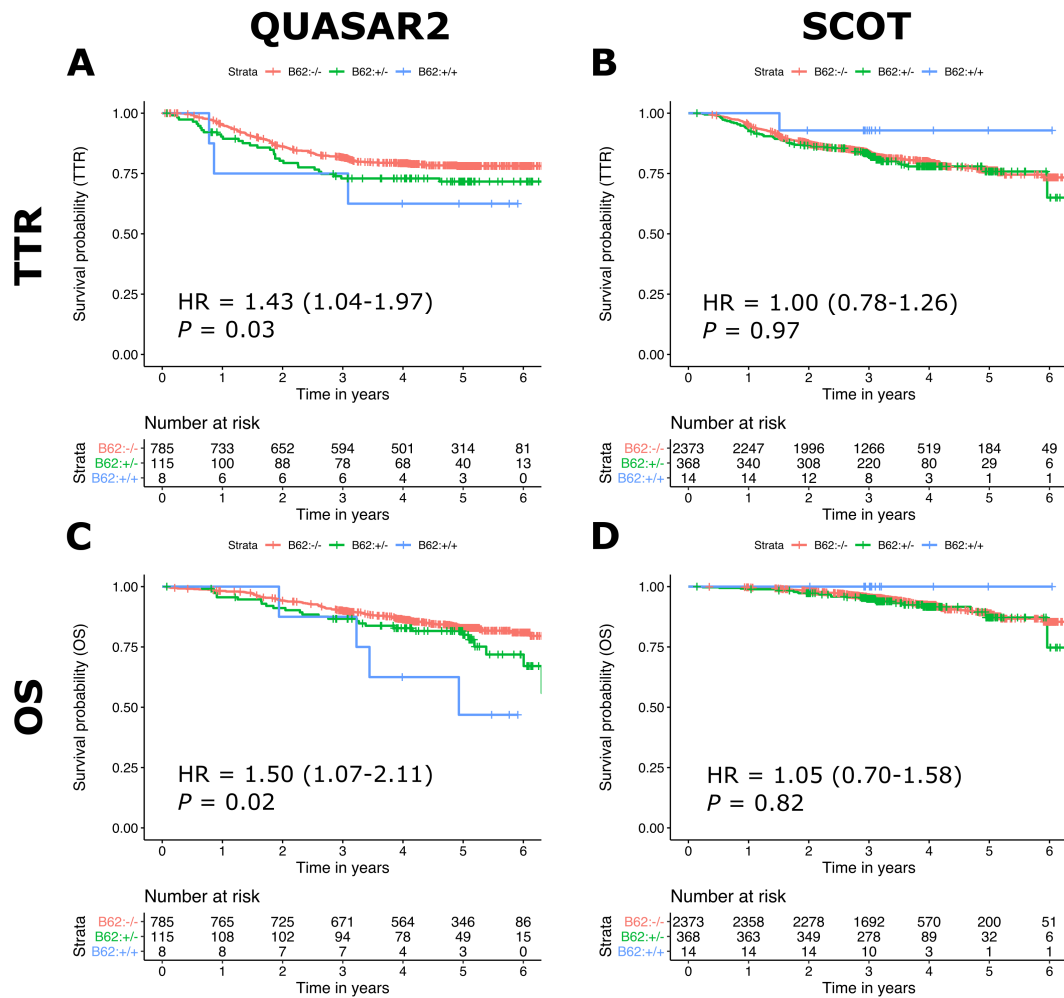 QUASAR2
SCOT
TTR
OS
A
Strata B62:-/- B62:+/- B62:+/+
Survival probability (TTR)
1.00
0.75
0.50
0.25
0.00
HR = 1.43 (1.04-1.97)
P = 0.03
0 1 2 3 4 5 6
Time in years
Number at risk
Strata
B62:-/- 785 733 652 594 501 314 81
B62:+/- 115 100 88 78 68 40 13
B62:+/+ 8 6 6 6 4 3 0
0 1 2 3 4 5 6
Time in years
B
Strata B62:-/- B62:+/- B62:+/+
Survival probability (TTR)
1.00
0.75
0.50
0.25
0.00
HR = 1.00 (0.78-1.26)
P = 0.97
0 1 2 3 4 5 6
Time in years
Number at risk
Strata
B62:-/- 2373 2247 1996 1266 519 184 49
B62:+/- 368 340 308 220 80 29 6
B62:+/+ 14 14 12 8 3 1 1
0 1 2 3 4 5 6
Time in years
C
Strata B62:-/- B62:+/- B62:+/+
Survival probability (OS)
1.00
0.75
0.50
0.25
0.00
HR = 1.50 (1.07-2.11)
P = 0.02
0 1 2 3 4 5 6
Time in years
Number at risk
Strata
B62:-/- 785 765 725 671 564 346 86
B62:+/- 115 108 102 94 78 49 15
B62:+/+ 8 8 7 7 4 3 0
0 1 2 3 4 5 6
Time in years
D
Strata B62:-/- B62:+/- B62:+/+
Survival probability (OS)
1.00
0.75
0.50
0.25
0.00
HR = 1.05 (0.70-1.58)
P = 0.82
0 1 2 3 4 5 6
Time in years
Number at risk
Strata
B62:-/- 2373 2358 2278 1692 570 200 51
B62:+/- 368 363 349 278 89 32 6
B62:+/+ 14 14 14 10 3 1 1
0 1 2 3 4 5 6
Time in years